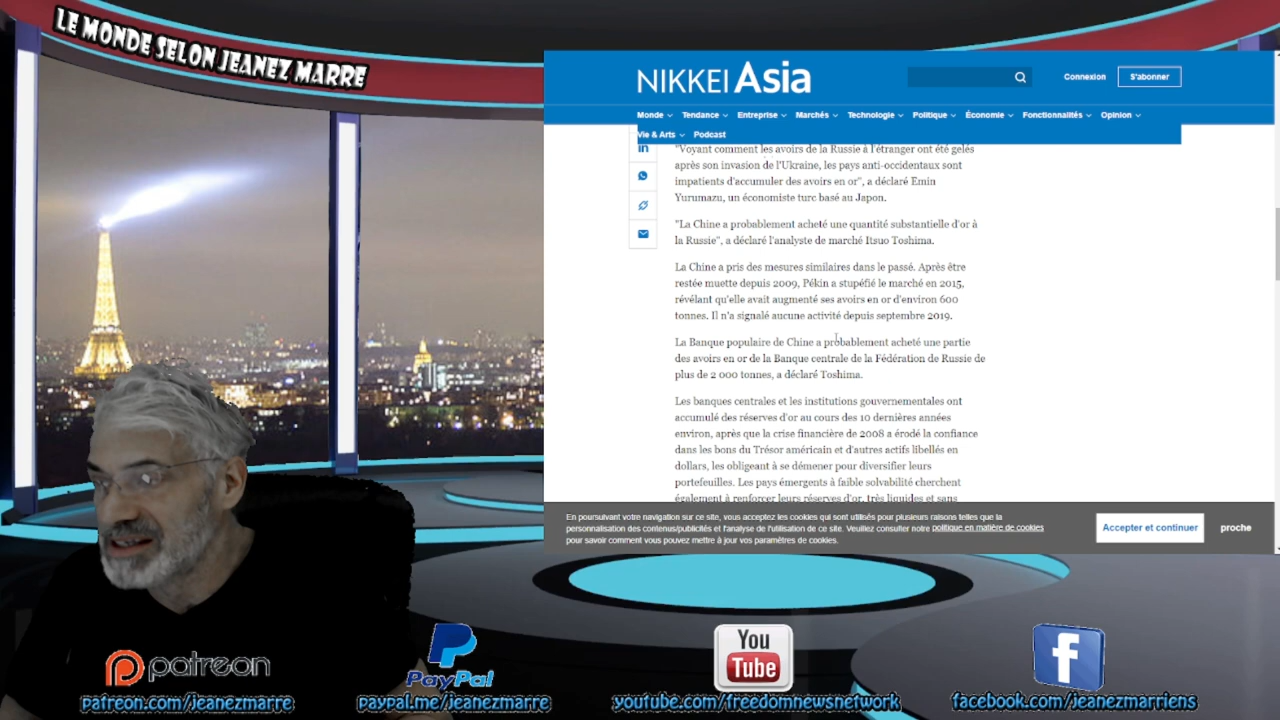 LE MONDE SELON JEANEZ MARRE
NIKKEI Asia
Connexion
S'abonner
Monde
Tendance
Entreprise
Marchés
Technologie
Politique
Économie
Fonctionnalités
Opinion
Vie & Arts
Podcast
"Voyant comment les avoirs de la Russie à l'étranger ont été gelés
après son invasion de l'Ukraine, les pays anti-occidentaux sont
impatients d'accumuler des avoirs en or", a déclaré Emin
Yurumazu, un économiste turc basé au Japon.
"La Chine a probablement acheté une quantité substantielle d'or à
la Russie", a déclaré l'analyste de marché Itsuo Toshima.
La Chine a pris des mesures similaires dans le passé. Après être
restée muette depuis 2009, Pékin a stupéfié le marché en 2015,
révélant qu'elle avait augmenté ses avoirs en or d'environ 600
tonnes. Il n'a signalé aucune activité depuis septembre 2019.
La Banque populaire de Chine a probablement acheté une partie
des avoirs en or de la Banque centrale de la Fédération de Russie de
plus de 2 000 tonnes, a déclaré Toshima.
Les banques centrales et les institutions gouvernementales ont
accumulé des réserves d'or au cours des 10 dernières années
environ, après que la crise financière de 2008 a érodé la confiance
dans les bons du Trésor américain et d'autres actifs libellés en
dollars, les obligeant à se démener pour diversifier leurs
portefeuilles. Les pays émergents à faible solvabilité cherchent
également à renforcer leurs réserves d'or, très liquides et sans
En poursuivant votre navigation sur ce site, vous acceptez les cookies qui sont utilisés pour plusieurs raisons telles que la
personnalisation des contenus/publicités et l'analyse de l'utilisation de ce site. Veuillez consulter notre politique en matière de cookies
pour savoir comment vous pouvez mettre à jour vos paramètres de cookies.
Accepter et continuer
proche
patreon
PayPal
You
Tube
f
patreon.com/jeanezmarre
paypal.me/jeanezmarre
youtube.com/freedomnewsnetwork
facebook.com/jeanezmarriens